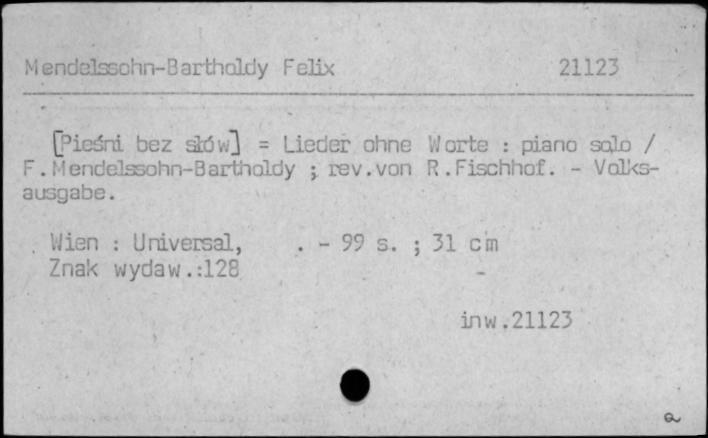 Mendelssohn-Bartholdy Felix 21123
[Pieśni bez słów] = Lieder ohne Worte : piano solo /
F.Mendelssohn-Bartholdy ; rev.von R.Fischhof. - Volks-
ausgabe.
Wien : Universal, . - 99 s. ; 31 cm
Znak wydaw.:128 -
inw.21123